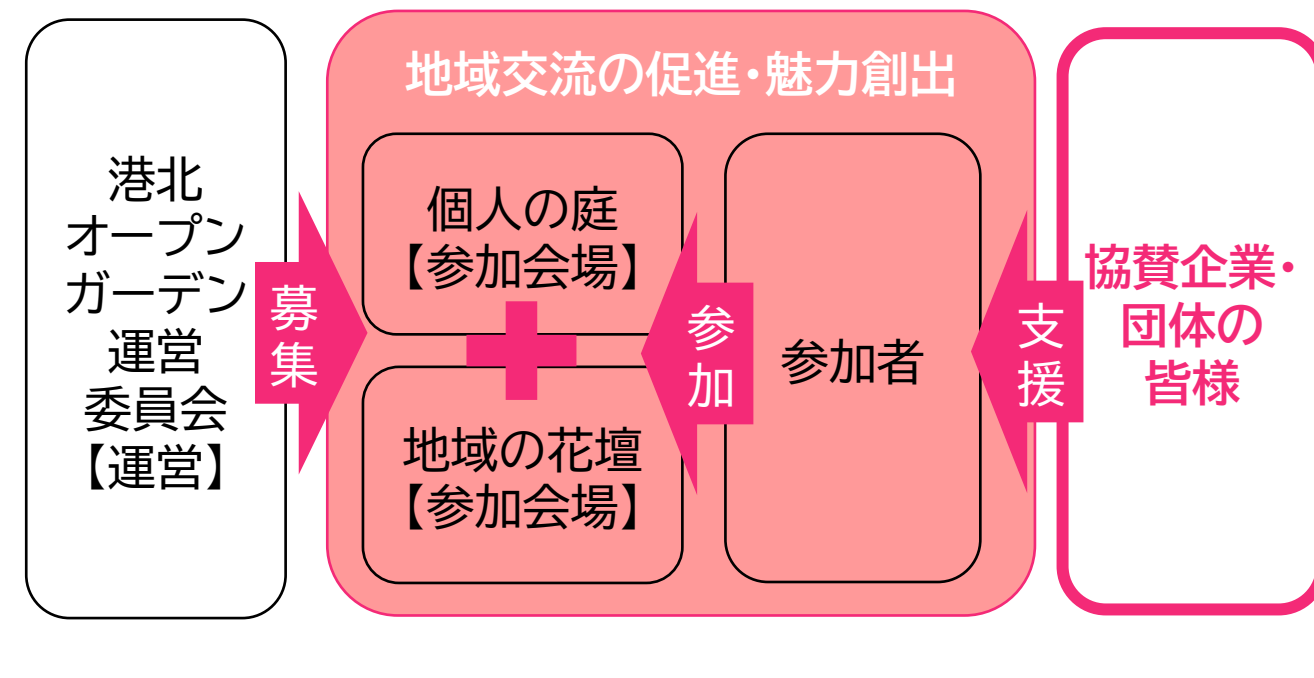 地域交流の促進・魅力創出
港北
オープン
ガーデン
運営
委員会
【運営】
募
集
個人の庭
【参加会場】
地域の花壇
【参加会場】
参
加
参加者
支
援
協賛企業・
団体の
皆様